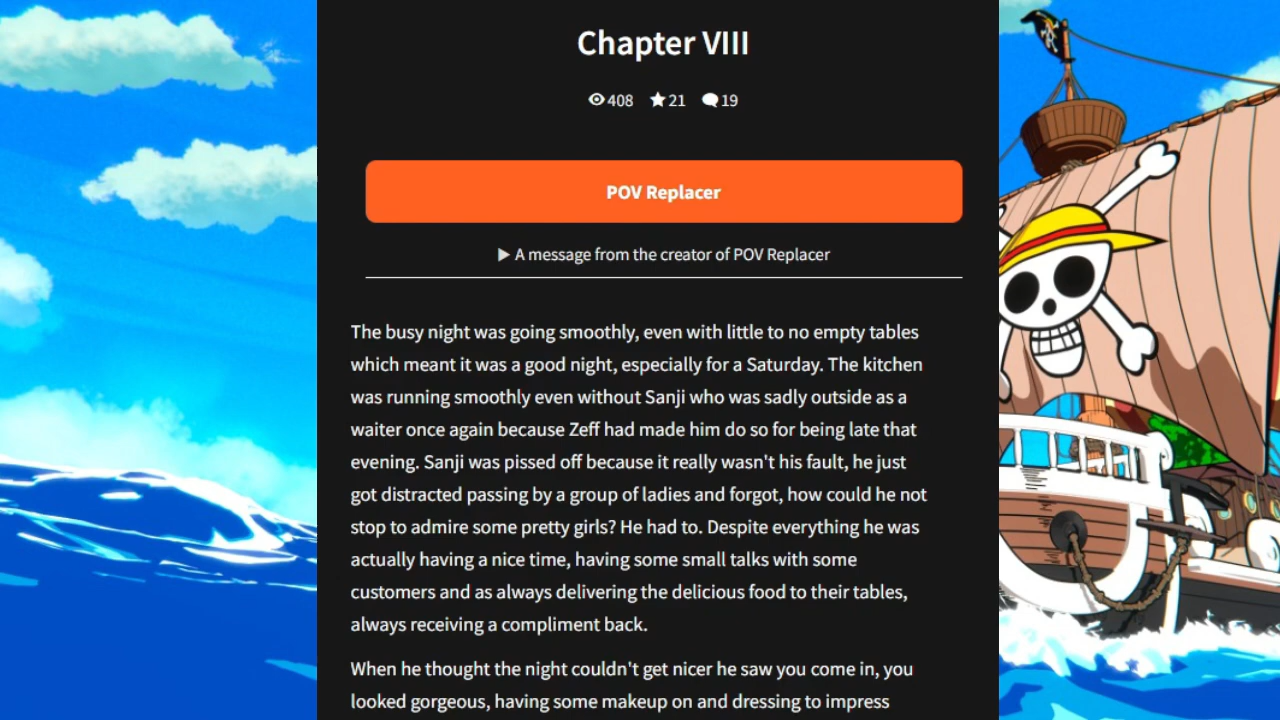 Chapter VIII
408 21 19
POV Replacer
▶ A message from the creator of POV Replacer
The busy night was going smoothly, even with little to no empty tables
which meant it was a good night, especially for a Saturday. The kitchen
was running smoothly even without Sanji who was sadly outside as a
waiter once again because Zeff had made him do so for being late that
evening. Sanji was pissed off because it really wasn't his fault, he just
got distracted passing by a group of ladies and forgot, how could he not
stop to admire some pretty girls? He had to. Despite everything he was
actually having a nice time, having some small talks with some
customers and as always delivering the delicious food to their tables,
always receiving a compliment back.
When he thought the night couldn't get nicer he saw you come in, you
looked gorgeous, having some makeup on and dressing to impress